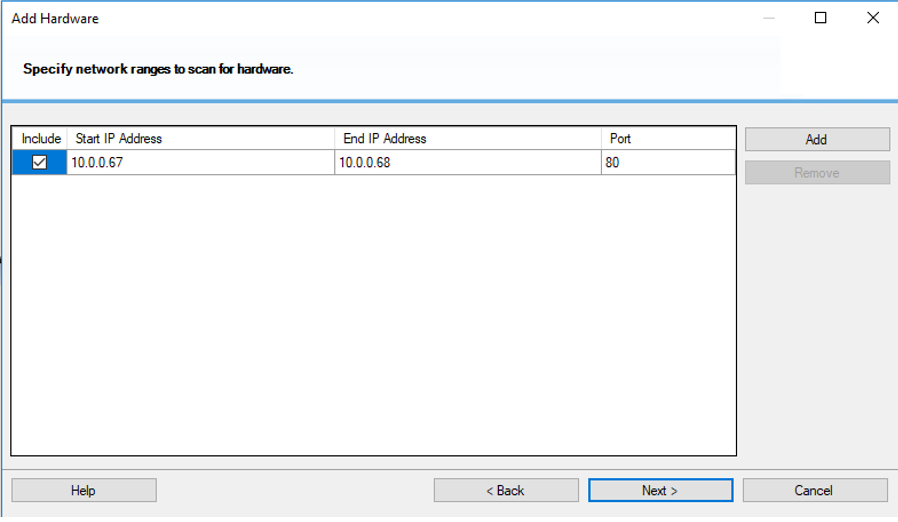 Add Hardware
Specify network ranges to scan for hardware.
Include Start IP Address End IP Address Port
10.0.0.67 10.0.0.68 80
Add
Remove
Help < Back Next > Cancel